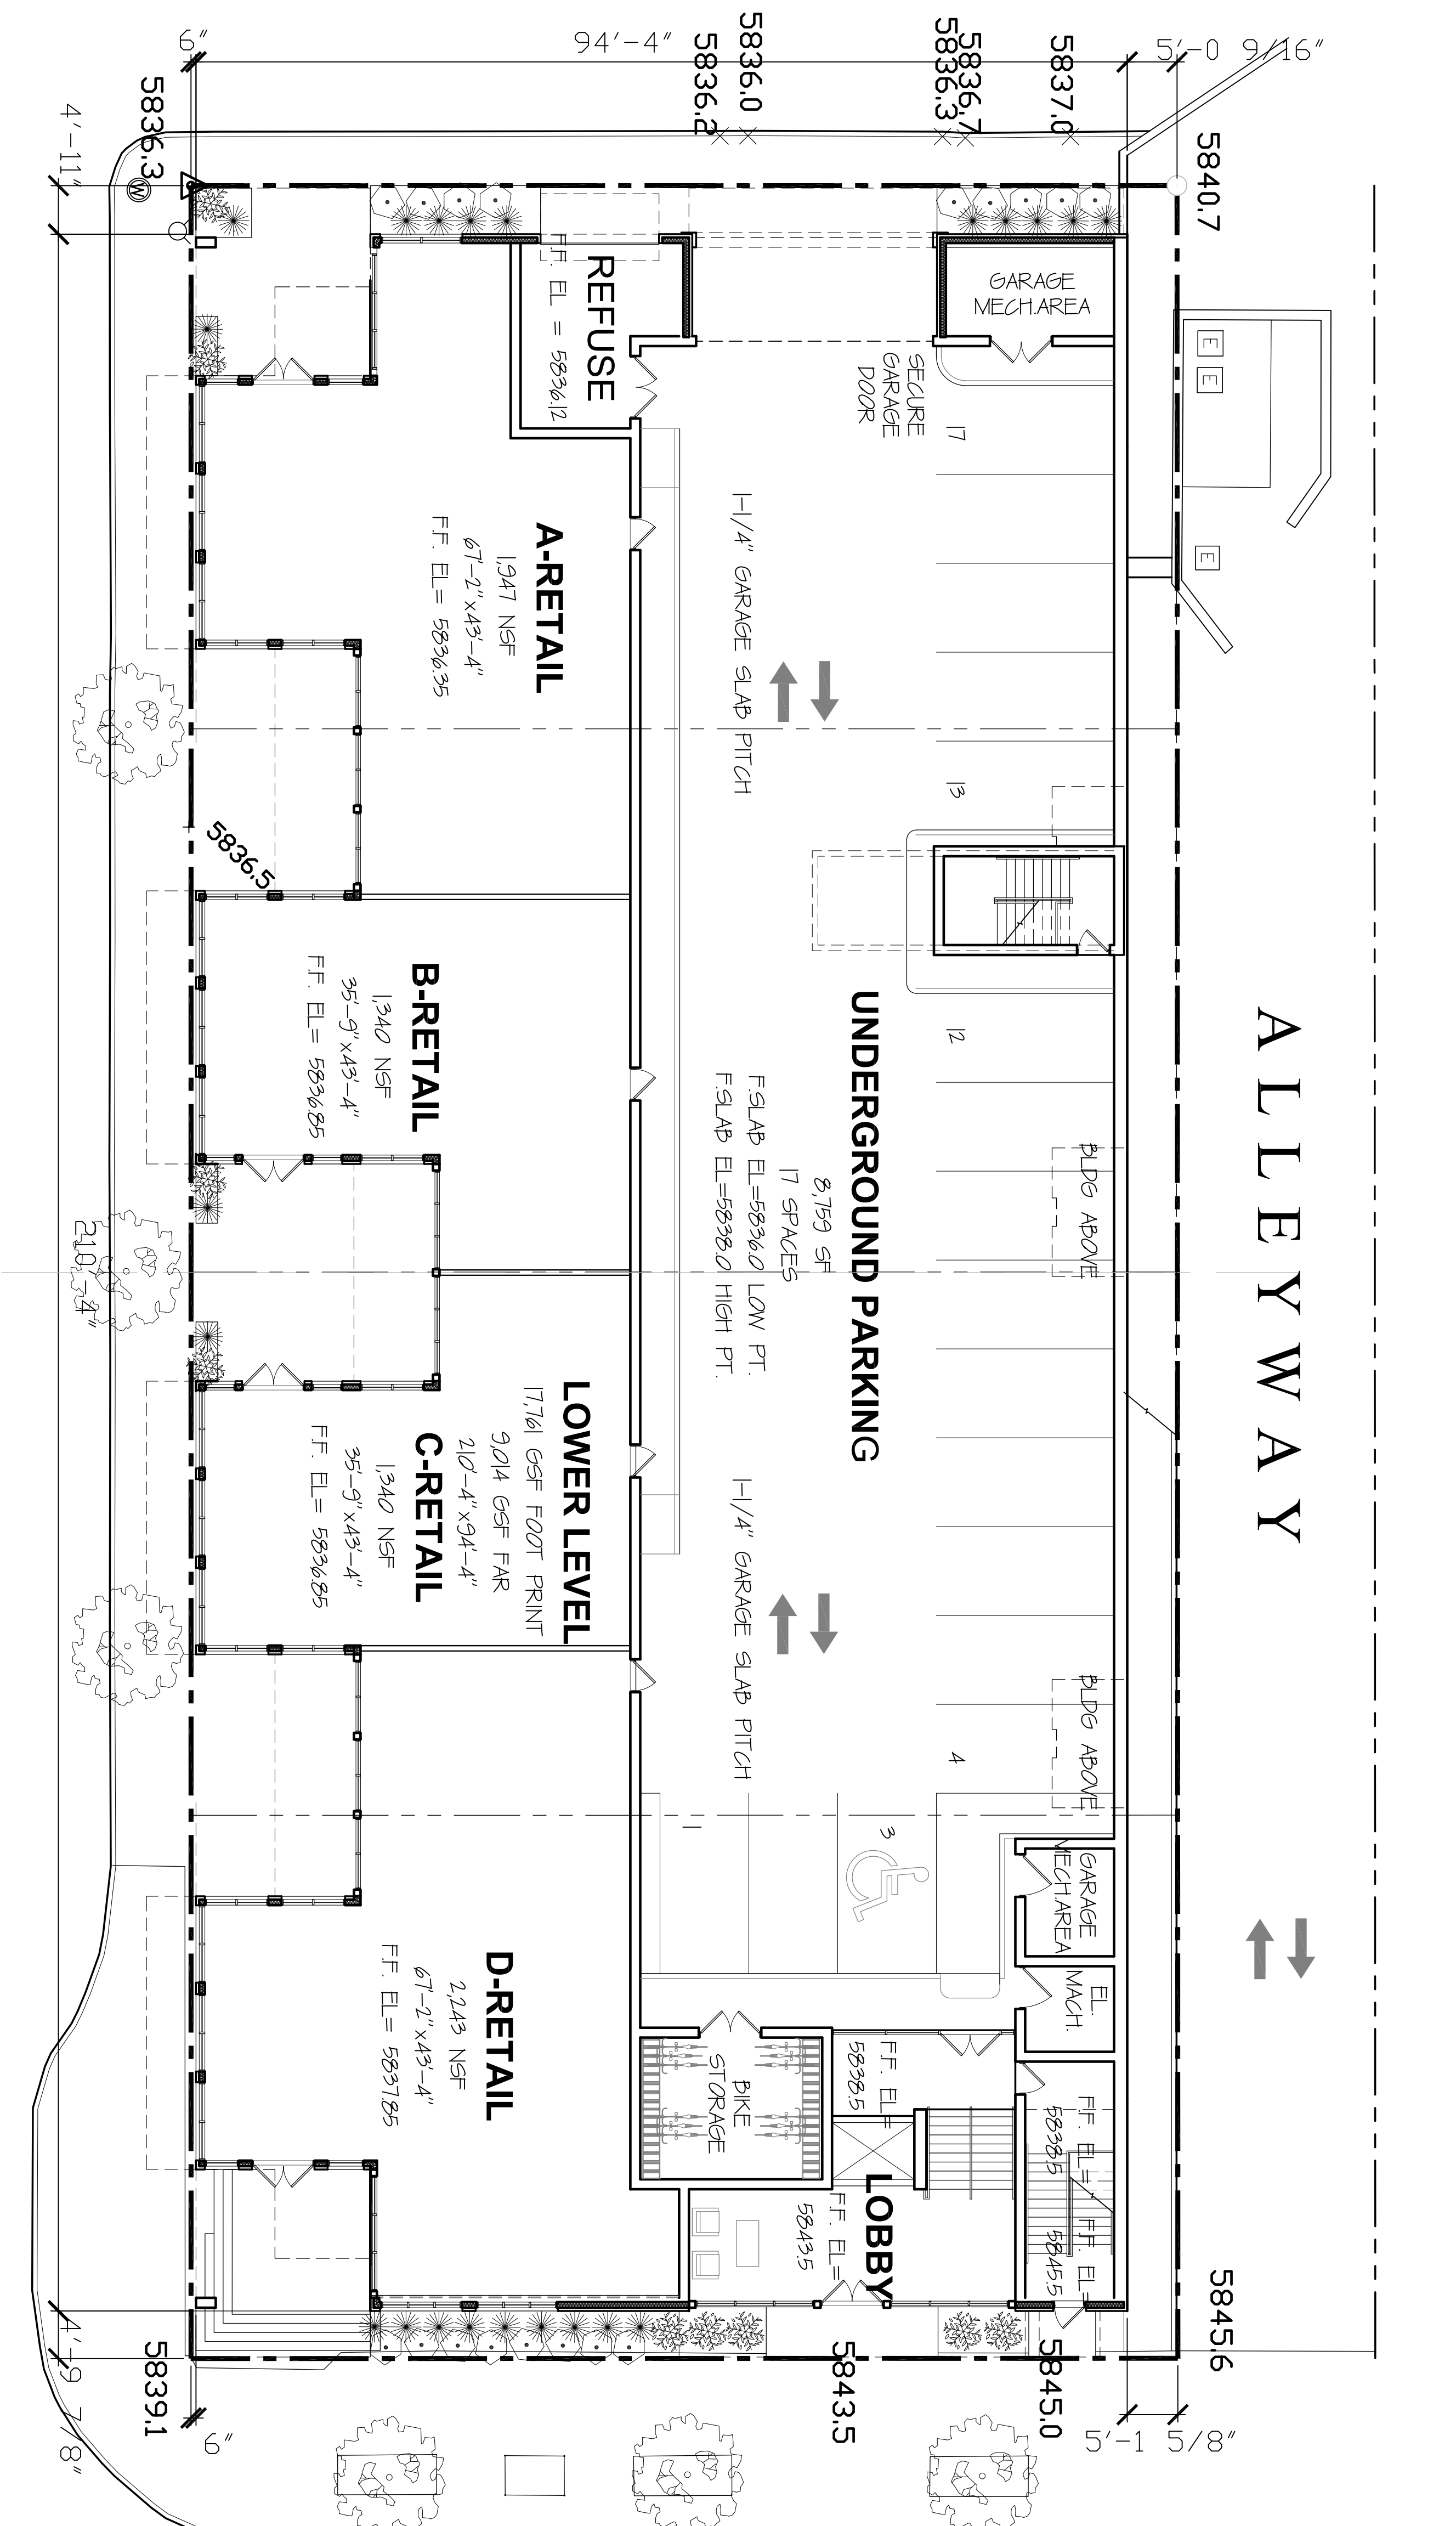 6"
94'-4"
5'-0 9/16"
5836.2
5836.0
5836.3
5836.7
5837.0
5840.7
4'-11"
5836.3
W
GARAGE
MECH.AREA
REFUSE
F.F. EL = 5836.12
SECURE
GARAGE
DOOR
17
E
E
E
A-RETAIL
1,947 NSF
67'-2"x43'-4"
F.F. EL= 5836.35
1-1/4" GARAGE SLAB PITCH
13
5836.5
B-RETAIL
1,340 NSF
35'-9"x43'-4"
F.F. EL= 5836.85
12
UNDERGROUND PARKING
8,759 SF
17 SPACES
F.SLAB EL=5836.0 LOW PT.
F.SLAB EL=5838.0 HIGH PT.
BLDG ABOVE
ALLEYWAY
210'-4"
LOWER LEVEL
17,761 GSF FOOT PRINT
9,014 GSF FAR
210'-4"x94'-4"
C-RETAIL
1,340 NSF
35'-9"x43'-4"
F.F. EL= 5836.85
1-1/4" GARAGE SLAB PITCH
BLDG ABOVE
4
1
3
GARAGE
MECH.AREA
EL.
MACH.
D-RETAIL
2,243 NSF
67'-2"x43'-4"
F.F. EL= 5837.85
BIKE
STORAGE
F.F. EL=
5838.5
F.F. EL=
5838.5
LOBBY
F.F. EL=
5843.5
F.F. EL=
5845.5
5845.6
5839.1
5843.5
5845.0
4'-9 7/8"
6"
5'-1 5/8"